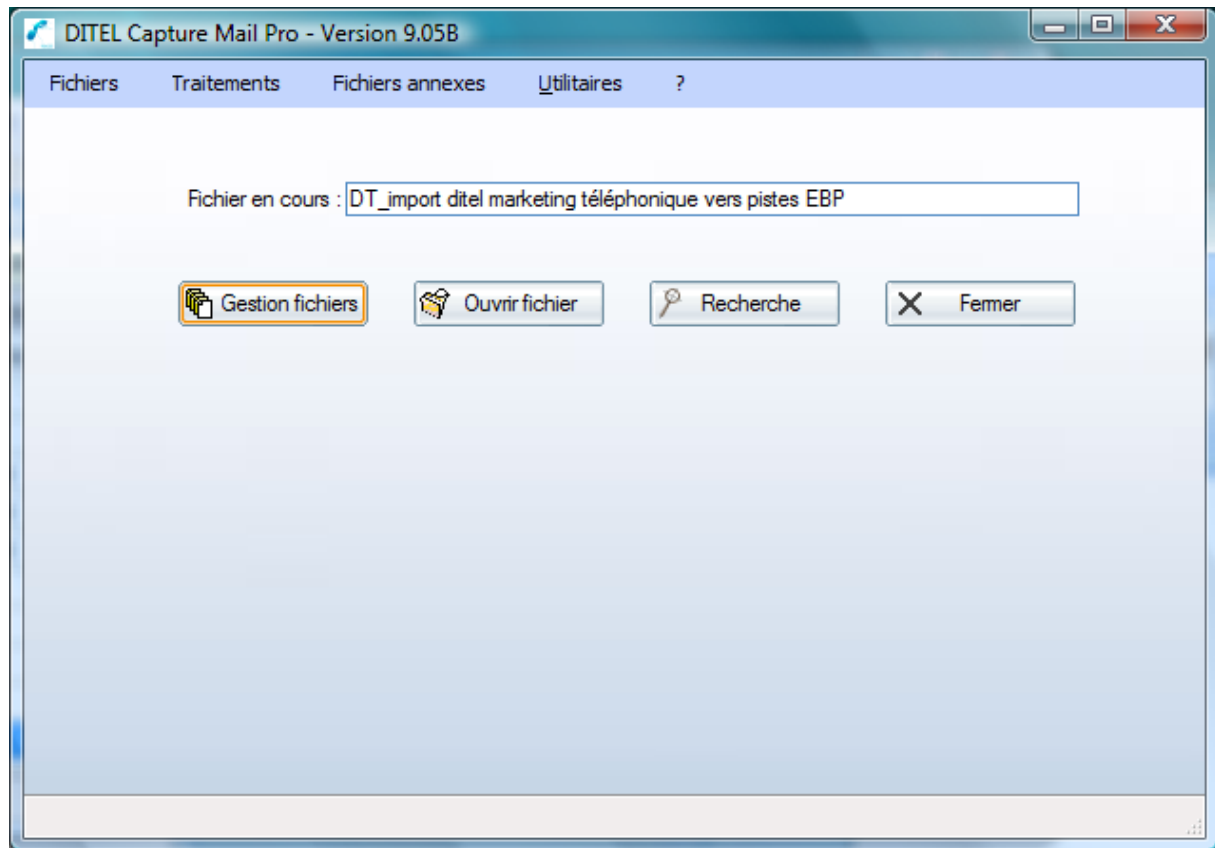 DITEL Capture Mail Pro - Version 9.05B
Fichiers Traitements Fichiers annexes Utilitaires ?
Fichier en cours : DT_import ditel marketing téléphonique vers pistes EBP
Gestion fichiers Ouvrir fichier Recherche Fermer